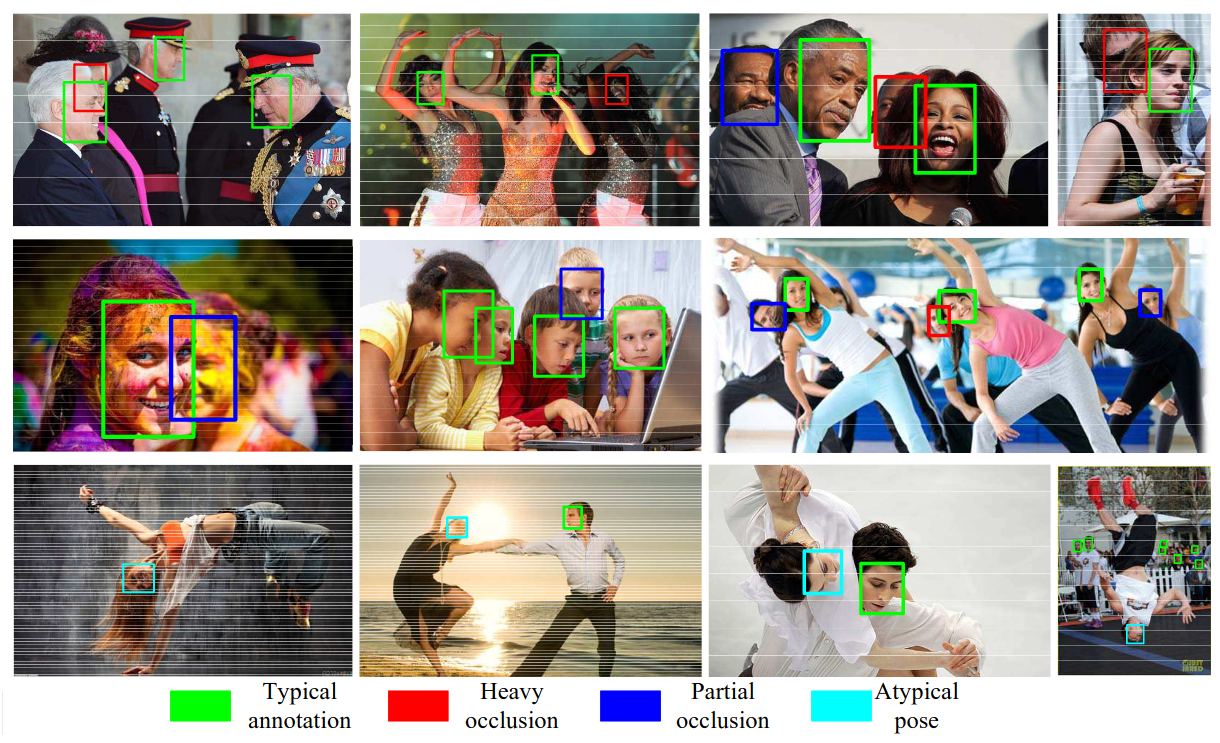 Typical
annotation
Heavy
occlusion
Partial
occlusion
Atypical
pose